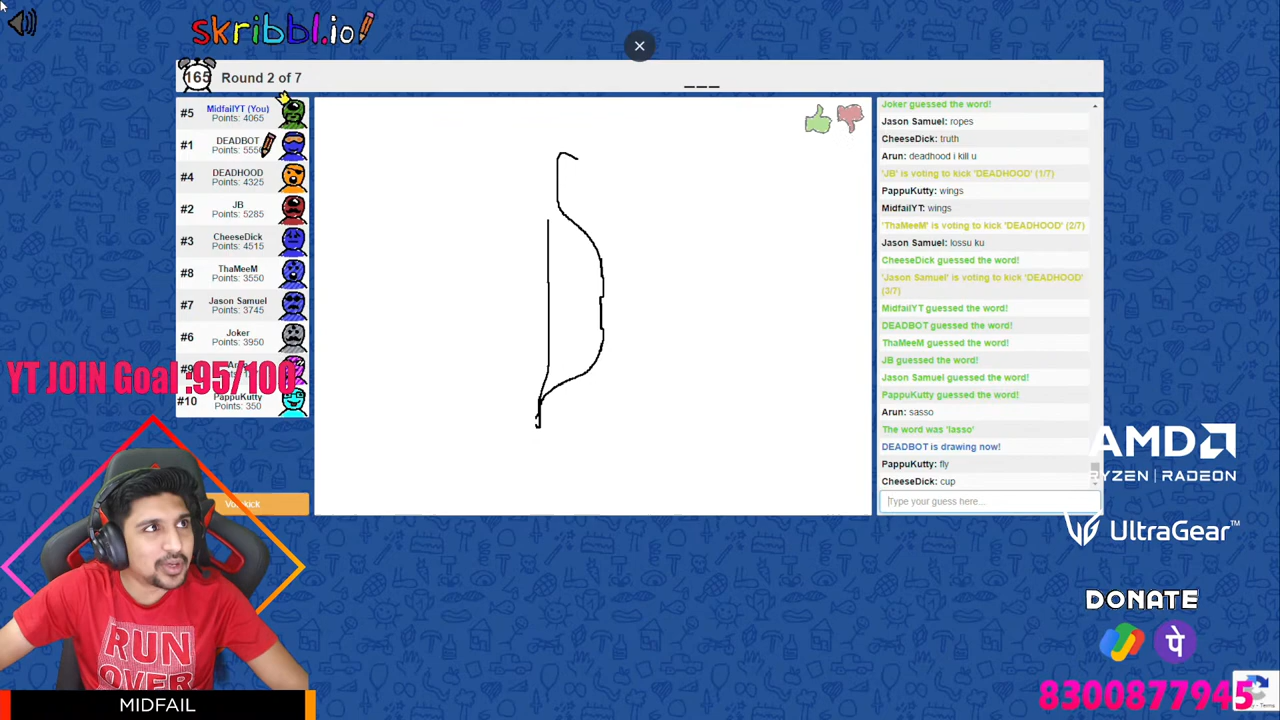 skribbl.io
165
Round 2 of 7
___
#5 MidfailYT (You)
Points: 4065
#1 DEADBOT
Points: 5550
#4 DEADHOOD
Points: 4325
#2 JB
Points: 5285
#3 CheeseDick
Points: 4515
#8 ThaMeeM
Points: 3550
#7 Jason Samuel
Points: 3745
#6 Joker
Points: 3950
#9
YT JOIN Goal :95/100
#10 PappuKutty
Points: 350
Joker guessed the word!
Jason Samuel: ropes
CheeseDick: truth
Arun: deadhood i kill u
'JB' is voting to kick 'DEADHOOD' (1/7)
PappuKutty: wings
MidfailYT: wings
'ThaMeeM' is voting to kick 'DEADHOOD' (2/7)
Jason Samuel: lossu ku
CheeseDick guessed the word!
'Jason Samuel' is voting to kick 'DEADHOOD'
(3/7)
MidfailYT guessed the word!
DEADBOT guessed the word!
ThaMeeM guessed the word!
JB guessed the word!
Jason Samuel guessed the word!
PappuKutty guessed the word!
Arun: sasso
The word was 'lasso'
DEADBOT is drawing now!
PappuKutty: fly
CheeseDick: cup
Type your guess here...
AMD
RYZEN | RADEON
UltraGear™
DONATE
पे
8300877945
- Terms
RUN
OVER
MIDFAIL